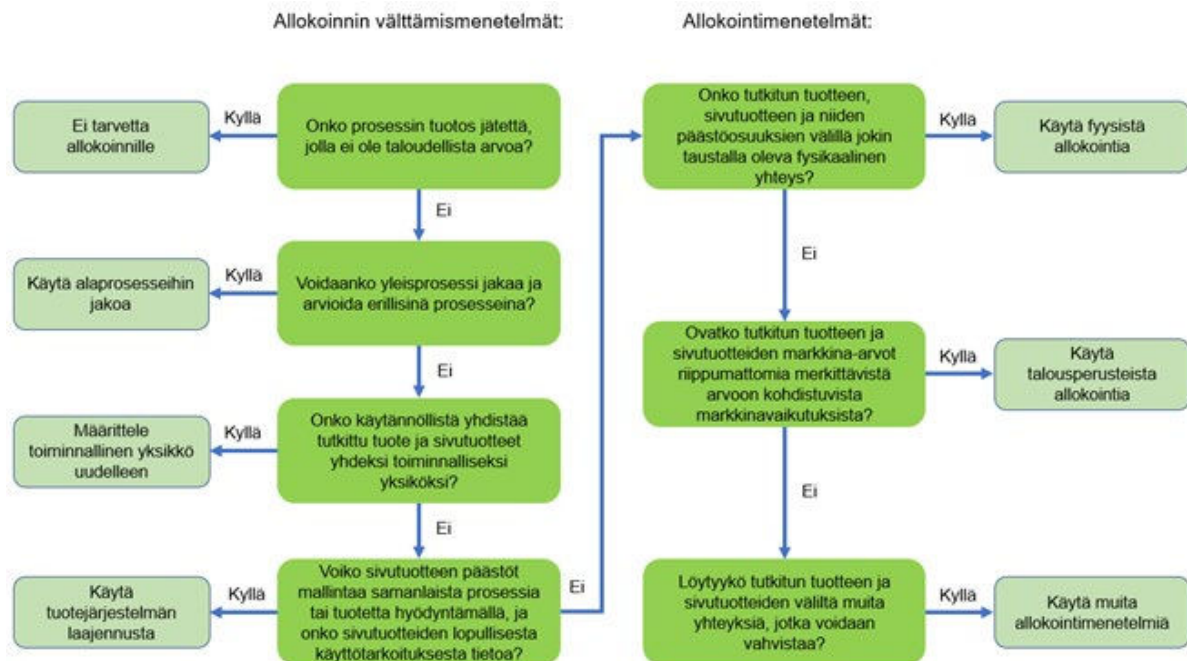 Allokoinnin välttämismenetelmät:
Onko prosessin tuotos jätettä,
jolla ei ole taloudellista arvoa?
Kyllä
Ei tarvetta
allokoinnille
Ei
Voidaanko yleisprosessi jakaa ja
arvioida erillisinä prosesseina?
Kyllä
Käytä alaprosesseihin
jakoa
Ei
Onko käytännöllistä yhdistää
tutkittu tuote ja sivutuotteet
yhdeksi toiminnalliseksi
yksiköksi?
Kyllä
Määrittele
toiminnallinen yksikkö
uudelleen
Ei
Voiko sivutuotteen päästöt
mallintaa samanlaista prosessia
tai tuotetta hyödyntämällä, ja
onko sivutuotteiden lopullisesta
käyttötarkoituksesta tietoa?
Kyllä
Käytä
tuotejärjestelmän
laajennusta
Ei
Allokointimenetelmät:
Onko tutkitun tuotteen,
sivutuotteen ja niiden
päästöosuuksien välillä jokin
taustalla oleva fysikaalinen
yhteys?
Kyllä
Käytä fyysistä
allokointia
Ei
Ovatko tutkitun tuotteen ja
sivutuotteiden markkina-arvot
riippumattomia merkittävistä
arvoon kohdistuvista
markkinavaikutuksista?
Kyllä
Käytä
talousperusteista
allokointia
Ei
Löytyykö tutkitun tuotteen ja
sivutuotteiden väliltä muita
yhteyksiä, jotka voidaan
vahvistaa?
Kyllä
Käytä muita
allokointimenetelmiä